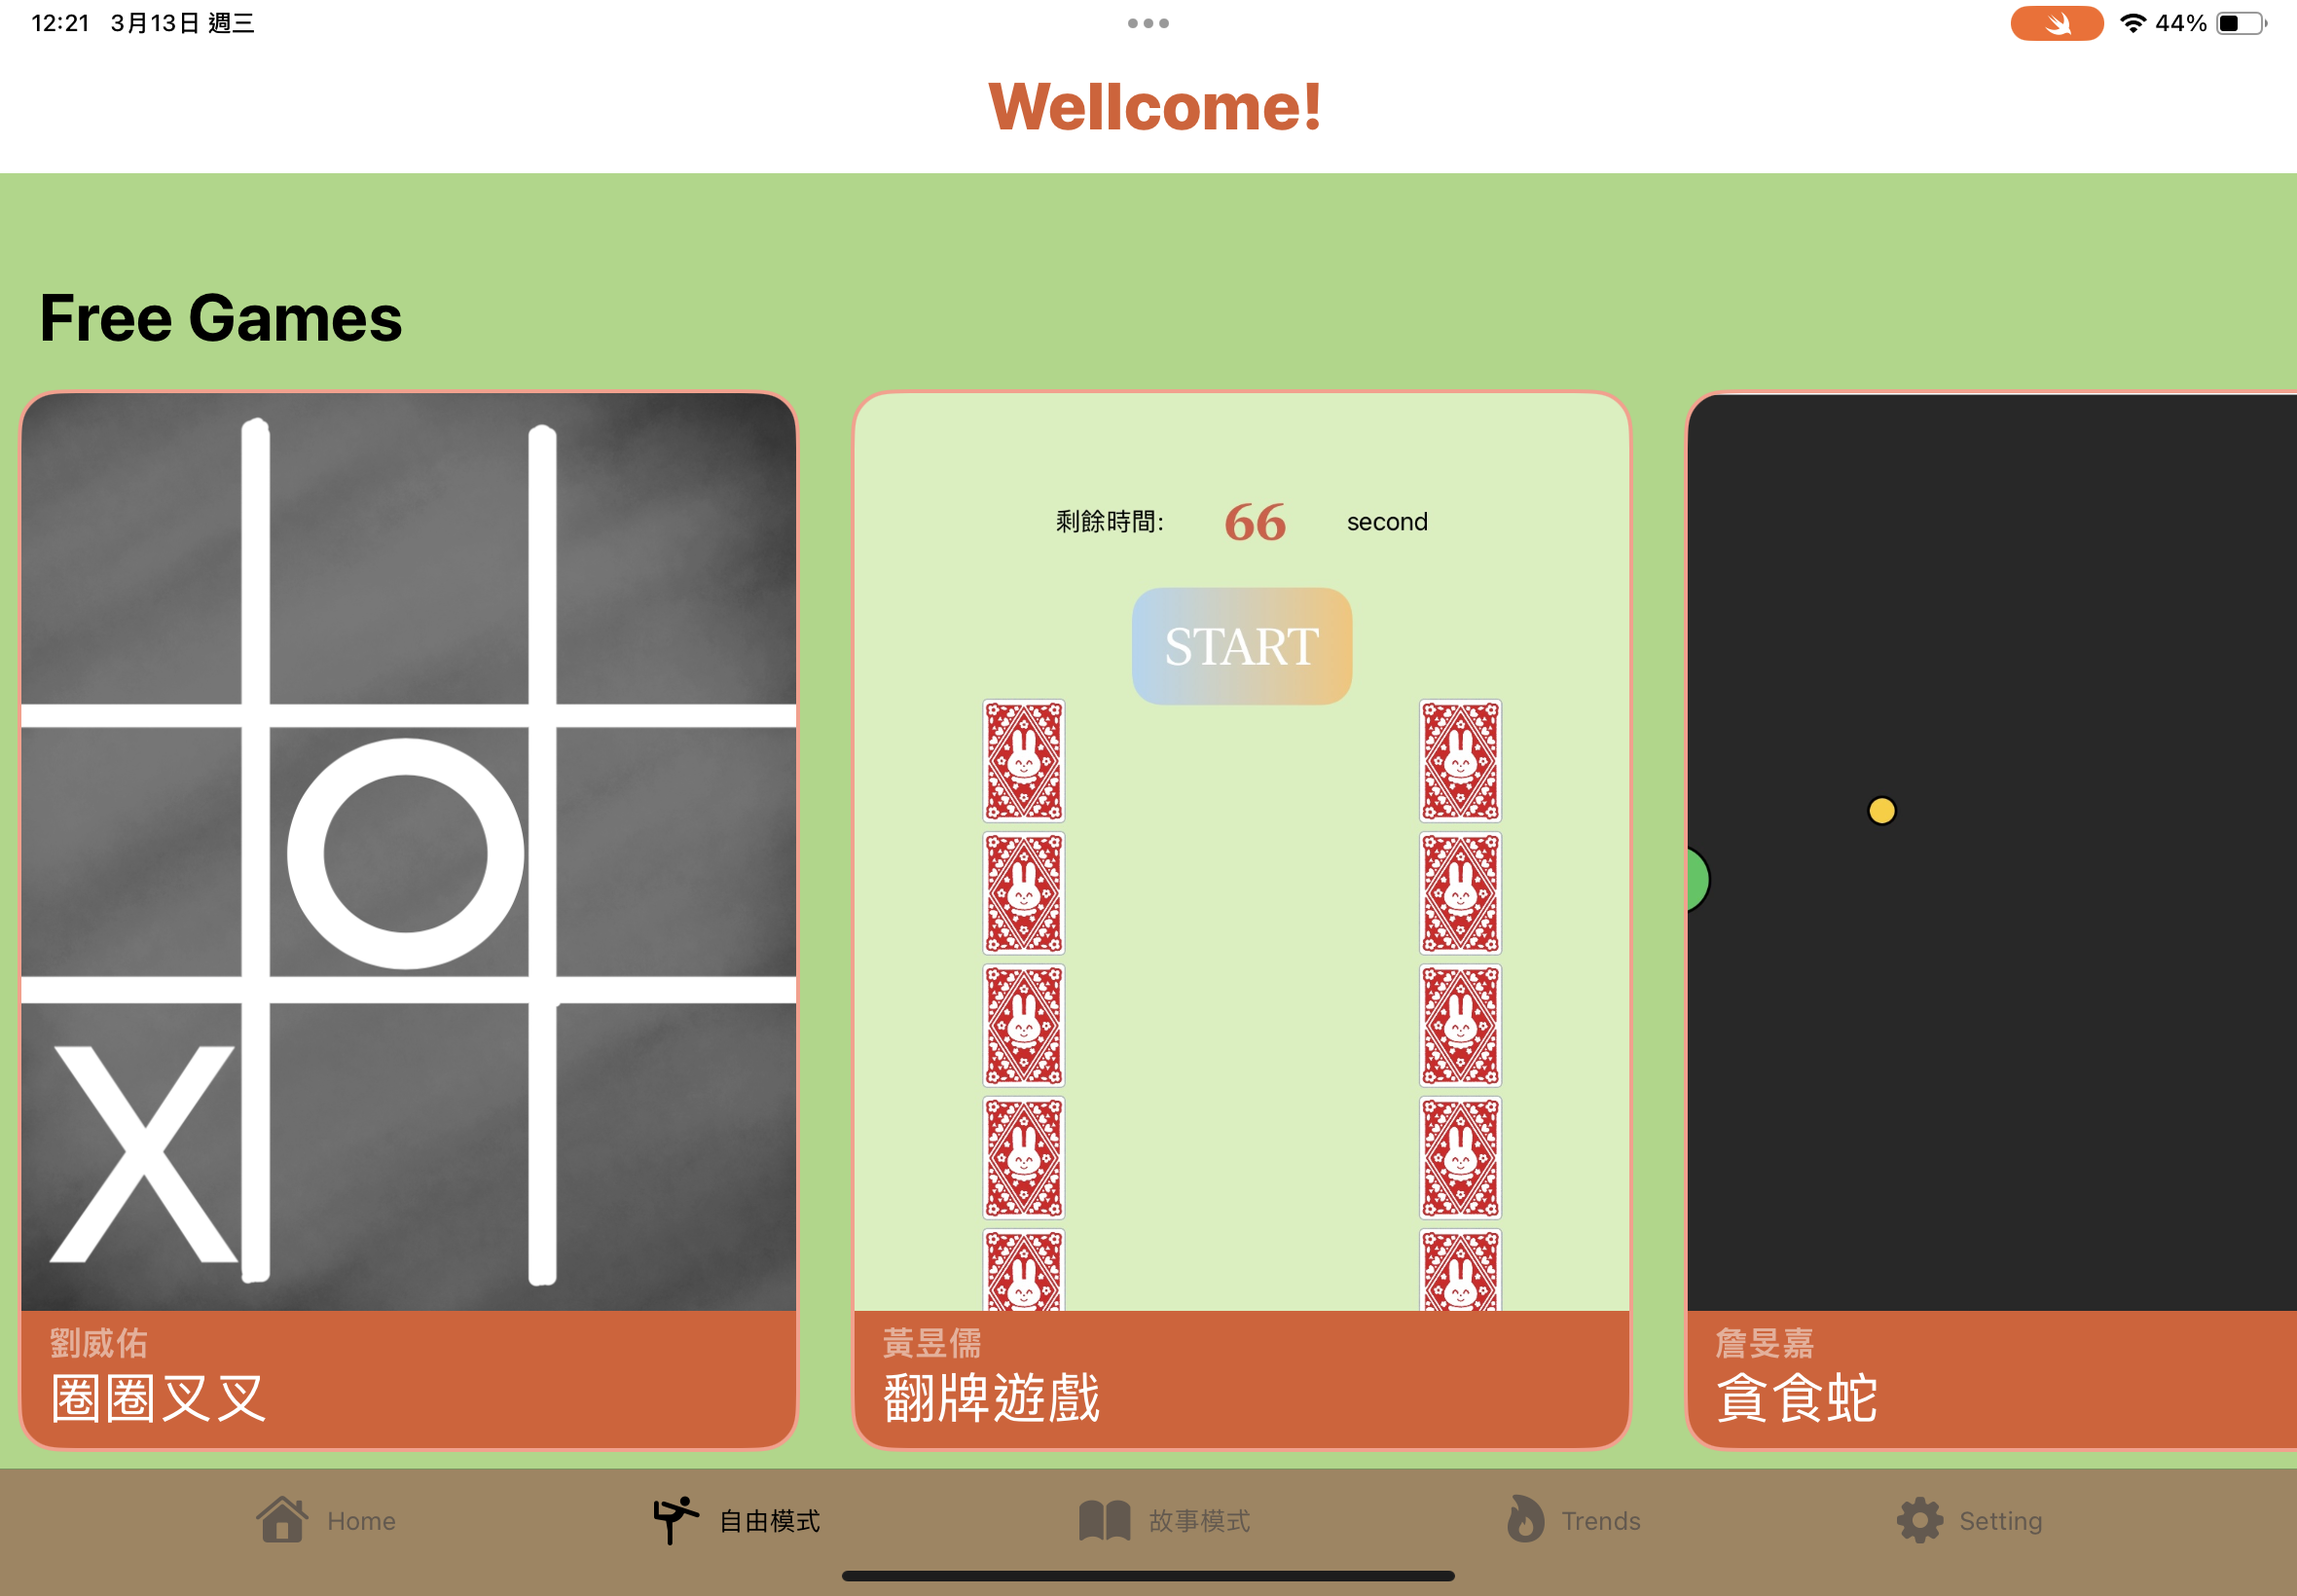 12:21 3月13日 週三
44%
Wellcome!
Free Games
剩餘時間: 66 second
START
劉威佑
圈圈叉叉
黃昱儒
翻牌遊戲
詹旻嘉
貪食蛇
Home
自由模式
故事模式
Trends
Setting